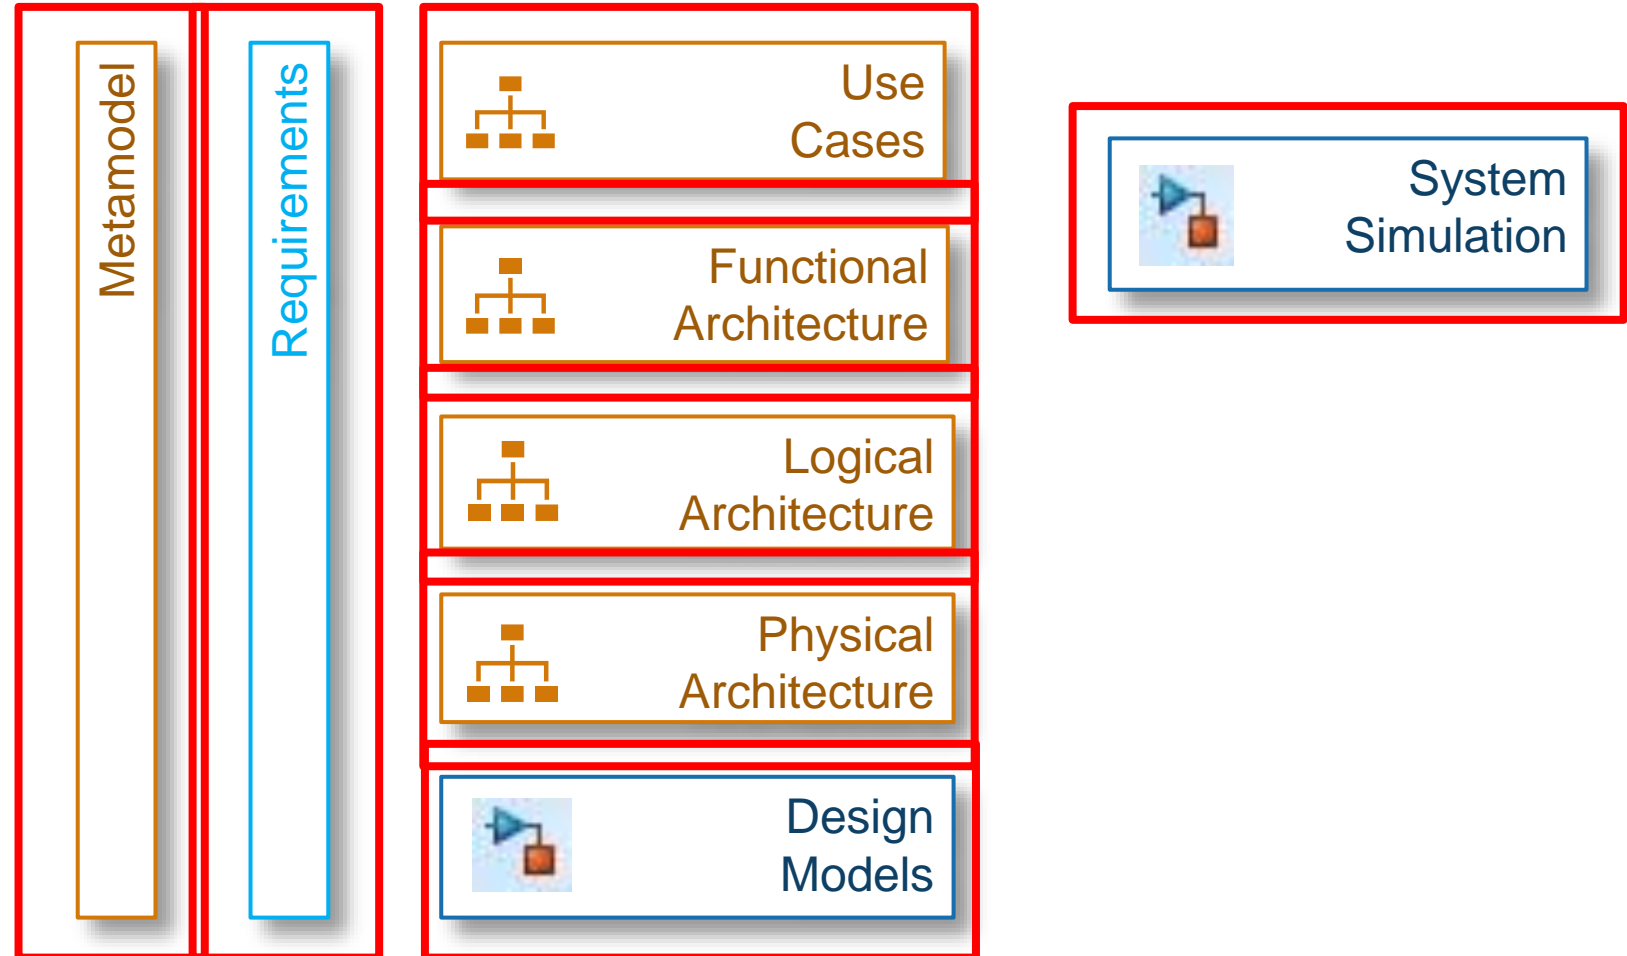 Metamodel
Requirements
Use
Cases
Functional
Architecture
Logical
Architecture
Physical
Architecture
Design
Models
System
Simulation